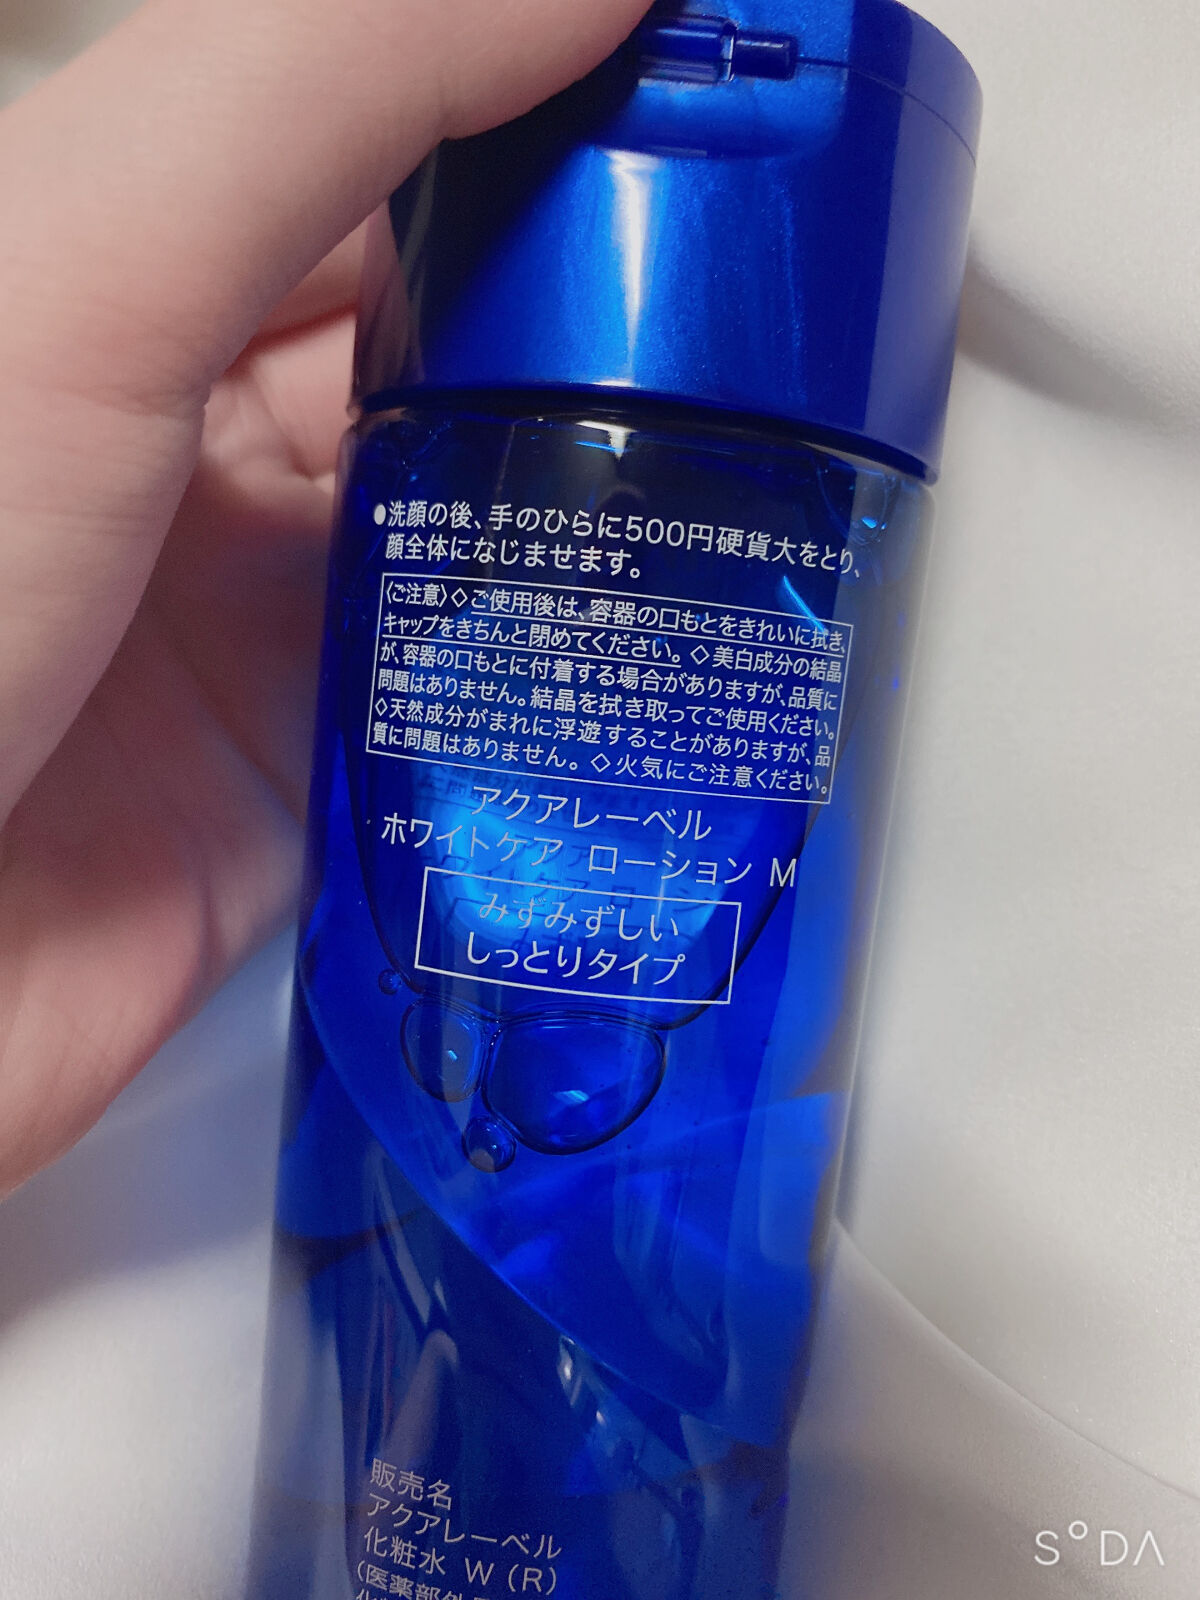 ●洗顔の後、手のひらに500円硬貨大をとり、
顔全体になじませます。
〈ご注意〉◇ご使用後は、容器の口もとをきれいに拭き、
キャップをきちんと閉めてください。◇美白成分の結晶
が、容器の口もとに付着する場合がありますが、品質に
問題はありません。結晶を拭き取ってご使用ください。
◇天然成分がまれに浮遊することがありますが、品
質に問題はありません。◇火気にご注意ください。
アクアレーベル
ホワイトケア ローション M
みずみずしい
しっとりタイプ
販売名
アクアレーベル
化粧水 W (R)
(医薬部外
SODA